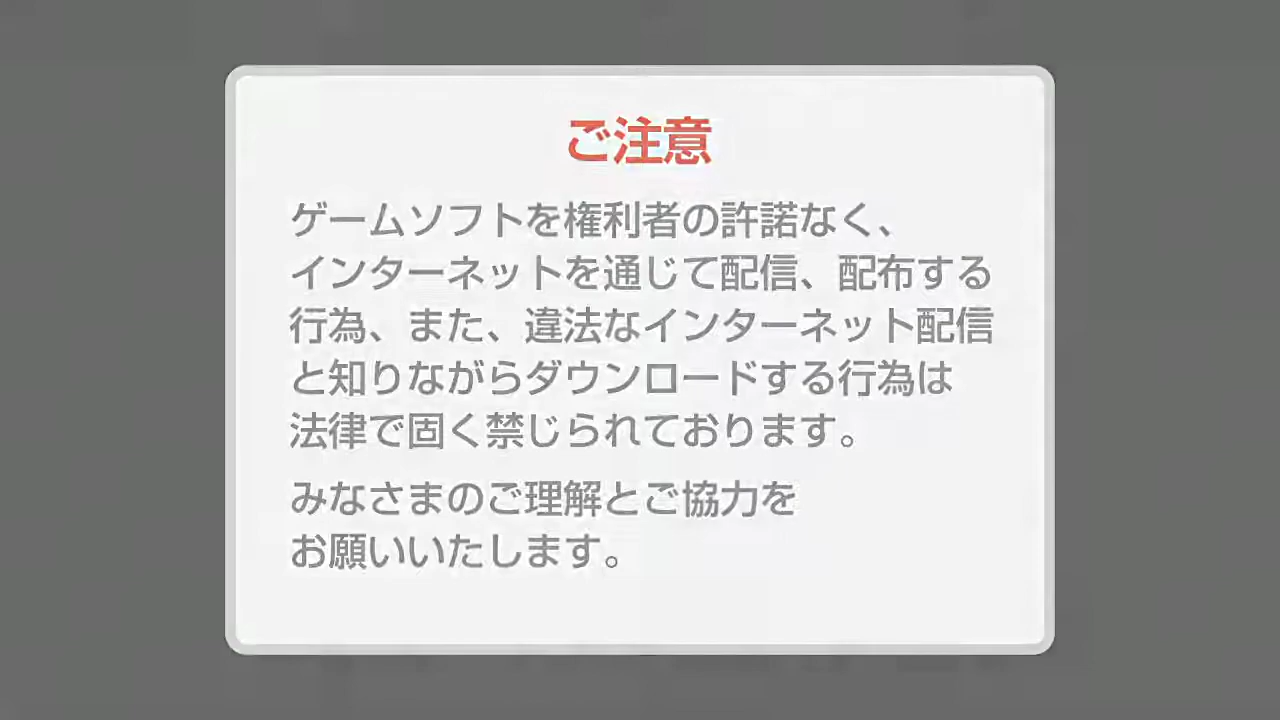 ご注意
ゲームソフトを権利者の許諾なく、
インターネットを通じて配信、配布する
行為、また、違法なインターネット配信
と知りながらダウンロードする行為は
法律で固く禁じられております。
みなさまのご理解とご協力を
お願いいたします。